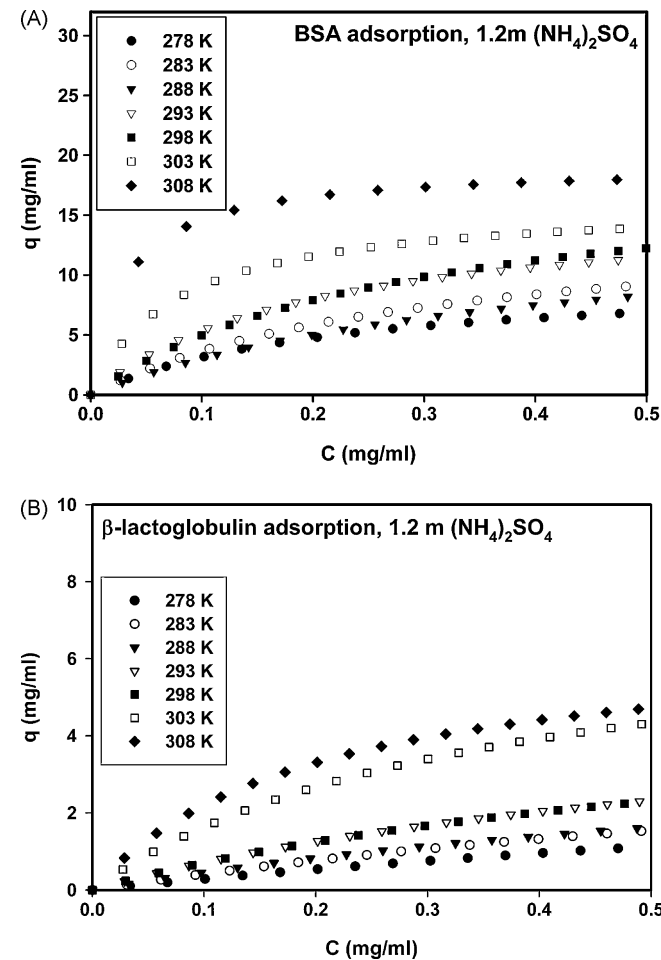 (A)
BSA adsorption, 1.2m (NH₄)₂SO₄
278 K
283 K
288 K
293 K
298 K
303 K
308 K
30
25
20
15
10
5
0
q (mg/ml)
0.0 0.1 0.2 0.3 0.4 0.5
C (mg/ml)
(B)
β-lactoglobulin adsorption, 1.2 m (NH₄)₂SO₄
278 K
283 K
288 K
293 K
298 K
303 K
308 K
10
8
6
4
2
0
q (mg/ml)
0.0 0.1 0.2 0.3 0.4 0.5
C (mg/ml)